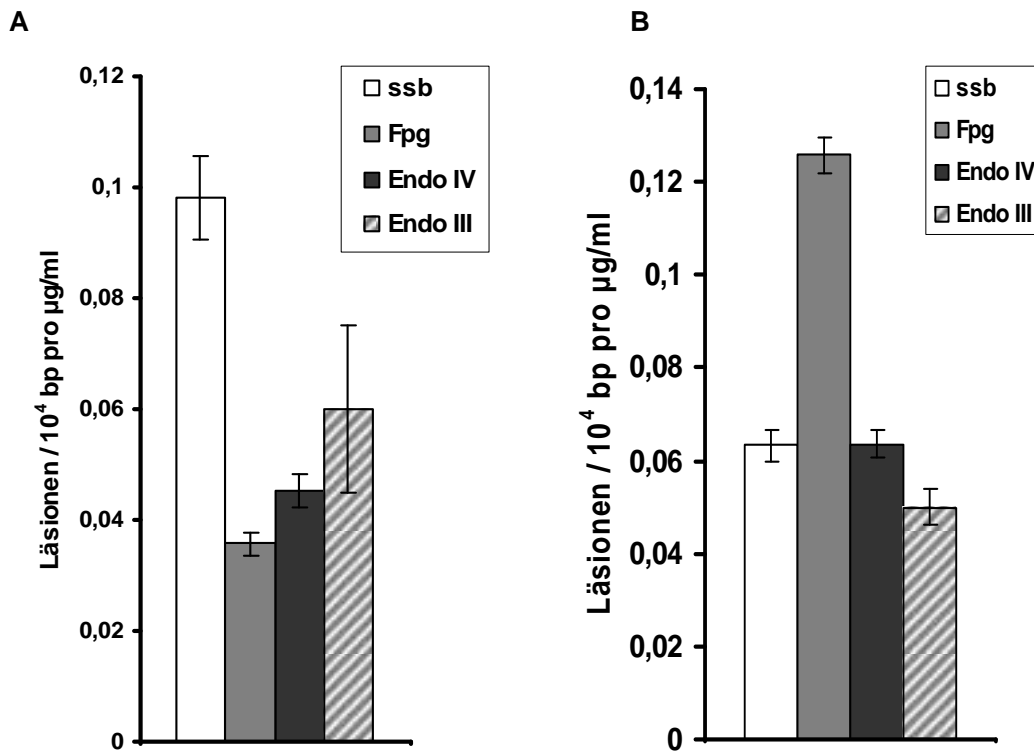 A
Läsionen / 10⁴ bp pro µg/ml
0,12
0,1
0,08
0,06
0,04
0,02
0
ssb
Fpg
Endo IV
Endo III
B
Läsionen / 10⁴ bp pro µg/ml
0,14
0,12
0,1
0,08
0,06
0,04
0,02
0
ssb
Fpg
Endo IV
Endo III